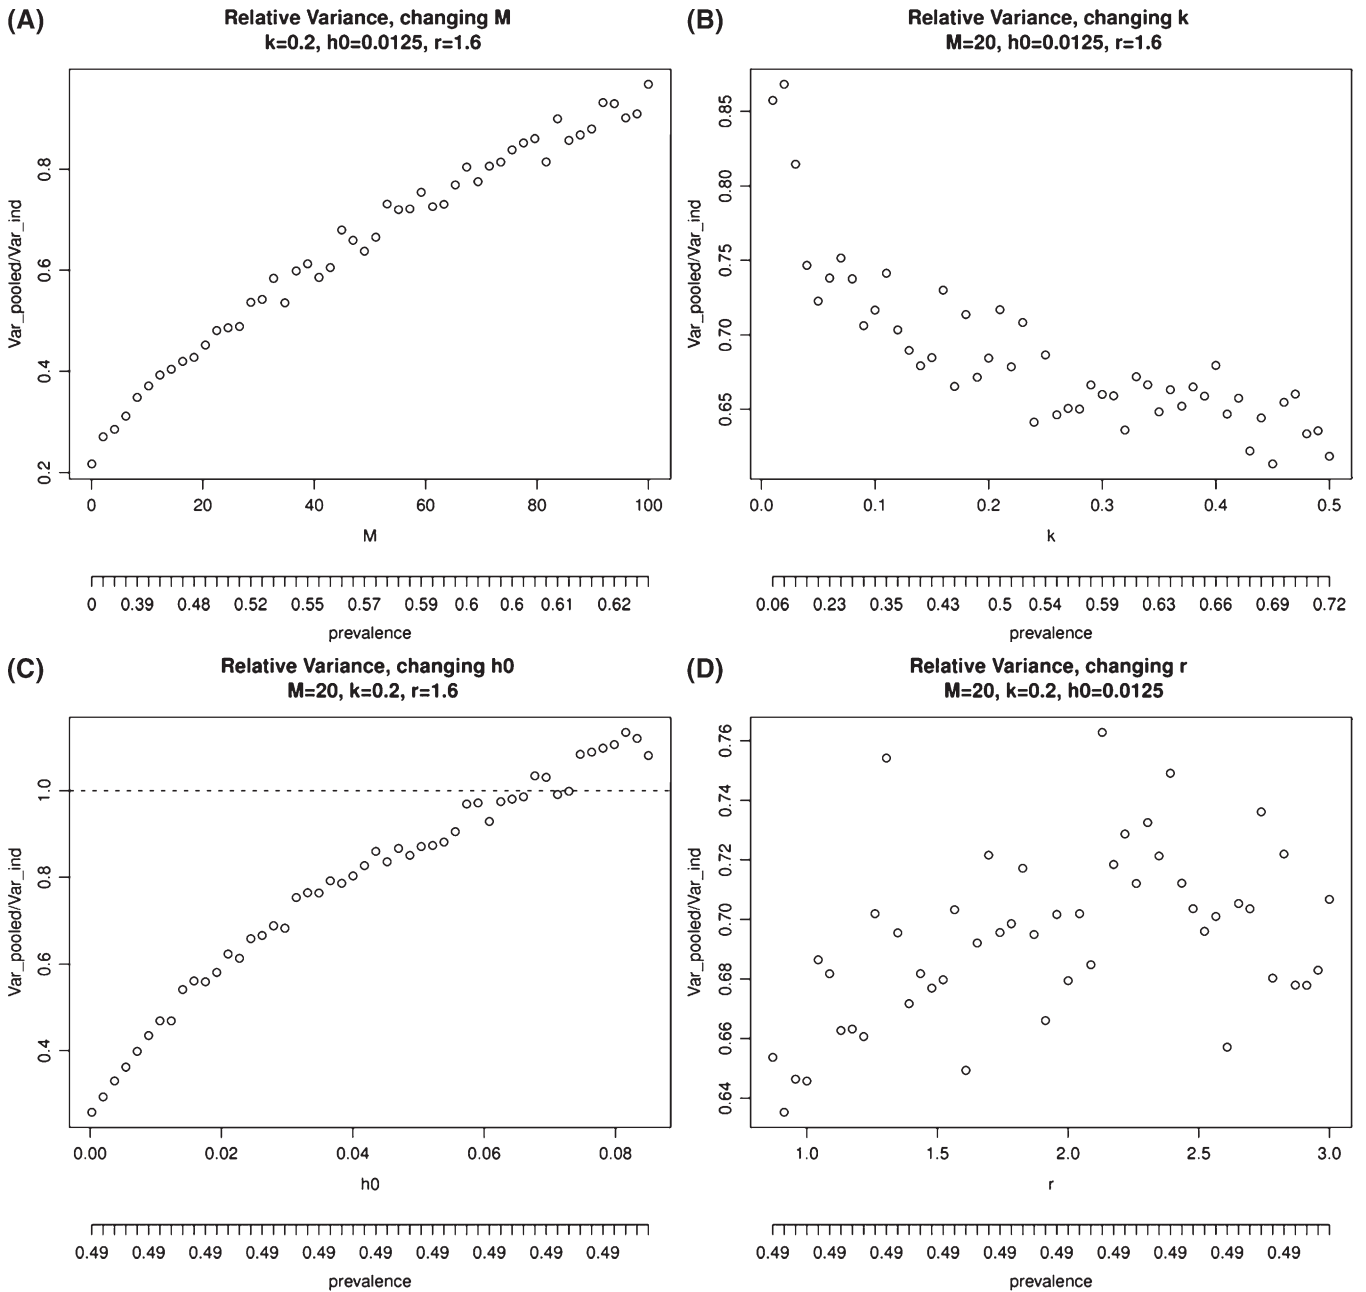 (A)
Relative Variance, changing M
k=0.2, h0=0.0125, r=1.6
Var_pooled/Var_ind
0.2 0.4 0.6 0.8
0 20 40 60 80 100
M
0 0.39 0.48 0.52 0.55 0.57 0.59 0.6 0.6 0.61 0.62
prevalence
(B)
Relative Variance, changing k
M=20, h0=0.0125, r=1.6
Var_pooled/Var_ind
0.65 0.70 0.75 0.80 0.85
0.0 0.1 0.2 0.3 0.4 0.5
k
0.06 0.23 0.35 0.43 0.5 0.54 0.59 0.63 0.66 0.69 0.72
prevalence
(C)
Relative Variance, changing h0
M=20, k=0.2, r=1.6
Var_pooled/Var_ind
0.4 0.6 0.8 1.0
0.00 0.02 0.04 0.06 0.08
h0
0.49 0.49 0.49 0.49 0.49 0.49 0.49 0.49 0.49 0.49
prevalence
(D)
Relative Variance, changing r
M=20, k=0.2, h0=0.0125
Var_pooled/Var_ind
0.64 0.66 0.68 0.70 0.72 0.74 0.76
1.0 1.5 2.0 2.5 3.0
r
0.49 0.49 0.49 0.49 0.49 0.49 0.49 0.49 0.49 0.49
prevalence